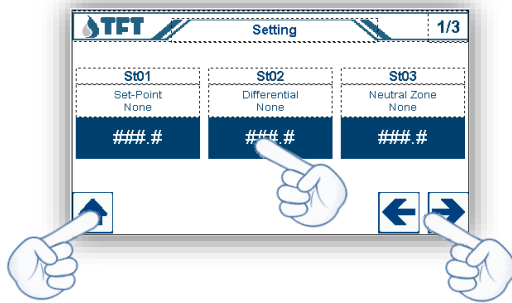 TFT
Setting
1/3
St01
St02
St03
Set-Point
None
Differential
None
Neutral Zone
None
###.#
###.#
###.#